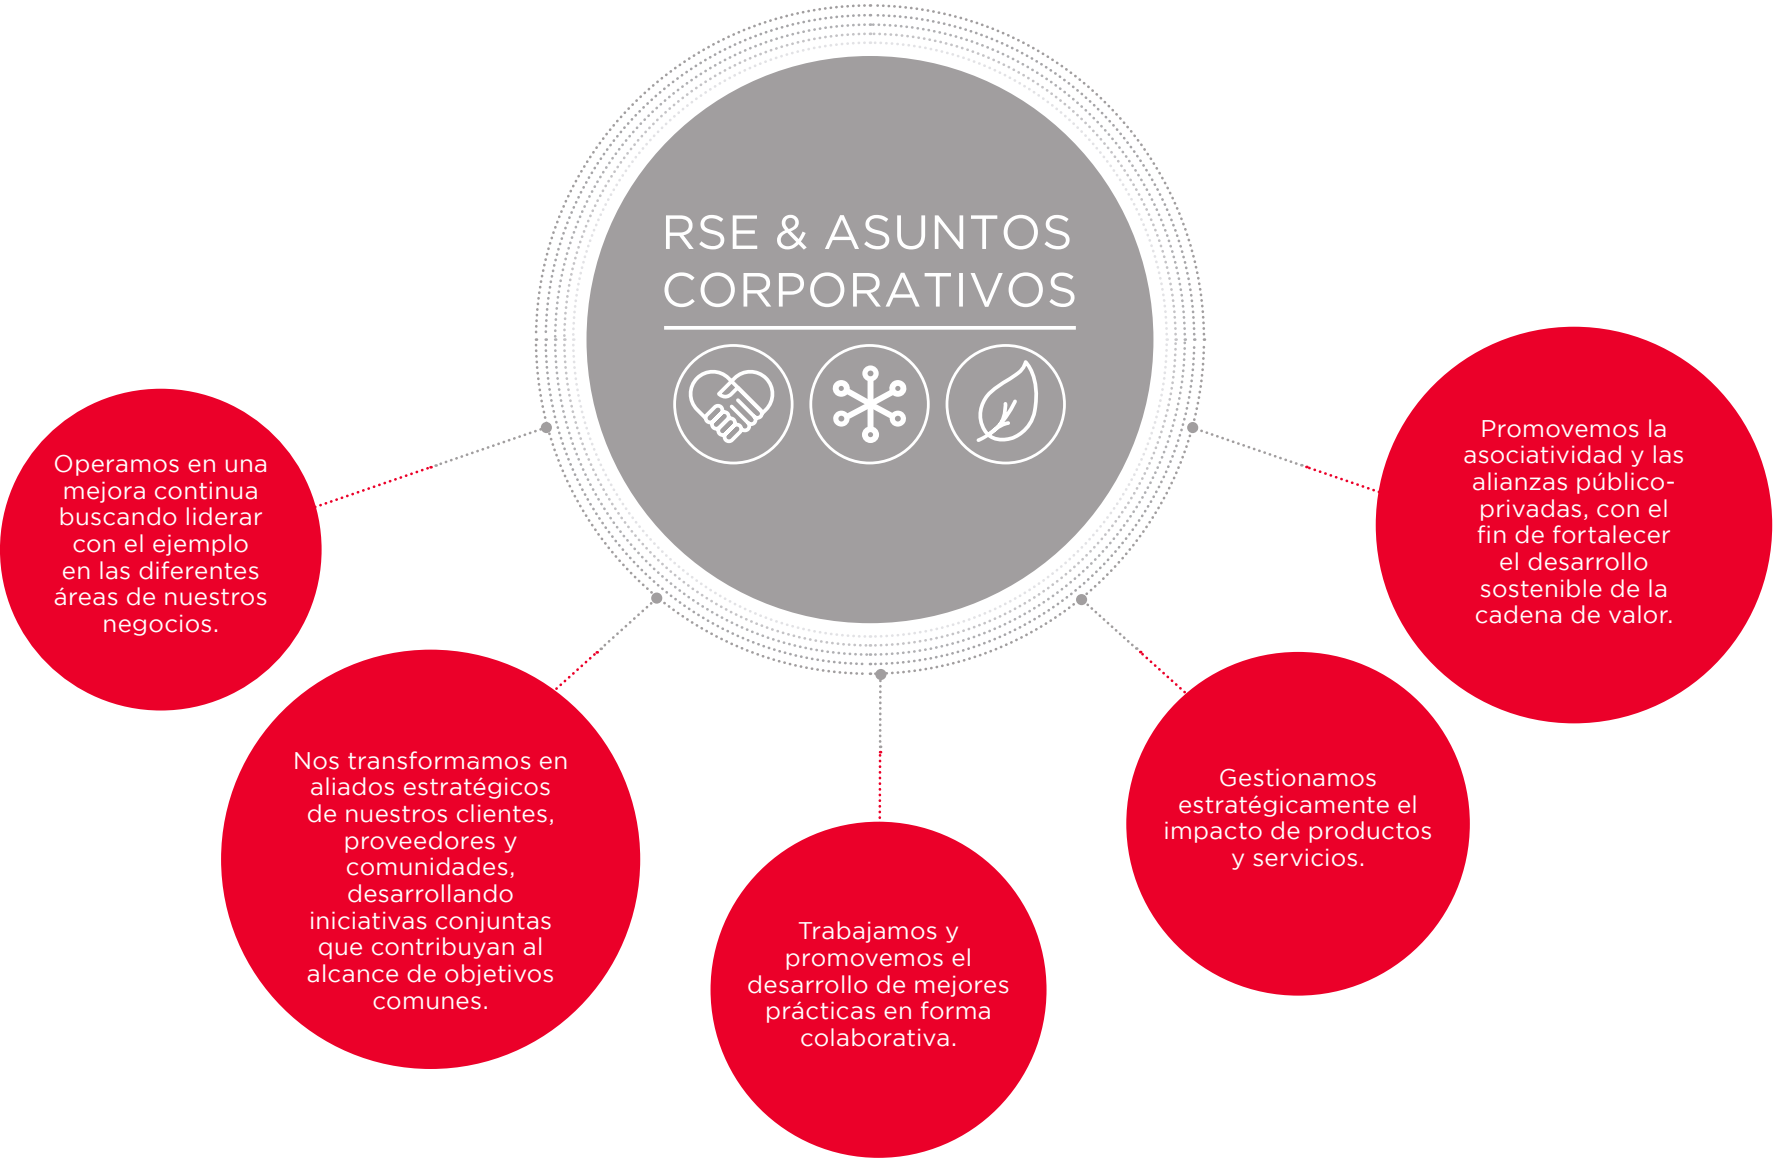 RSE & ASUNTOS
CORPORATIVOS
Operamos en una
mejora continua
buscando liderar
con el ejemplo
en las diferentes
áreas de nuestros
negocios.
Nos transformamos en
aliados estratégicos
de nuestros clientes,
proveedores y
comunidades,
desarrollando
iniciativas conjuntas
que contribuyan al
alcance de objetivos
comunes.
Trabajamos y
promovemos el
desarrollo de mejores
prácticas en forma
colaborativa.
Gestionamos
estratégicamente el
impacto de productos
y servicios.
Promovemos la
asociatividad y las
alianzas público-
privadas, con el
fin de fortalecer
el desarrollo
sostenible de la
cadena de valor.